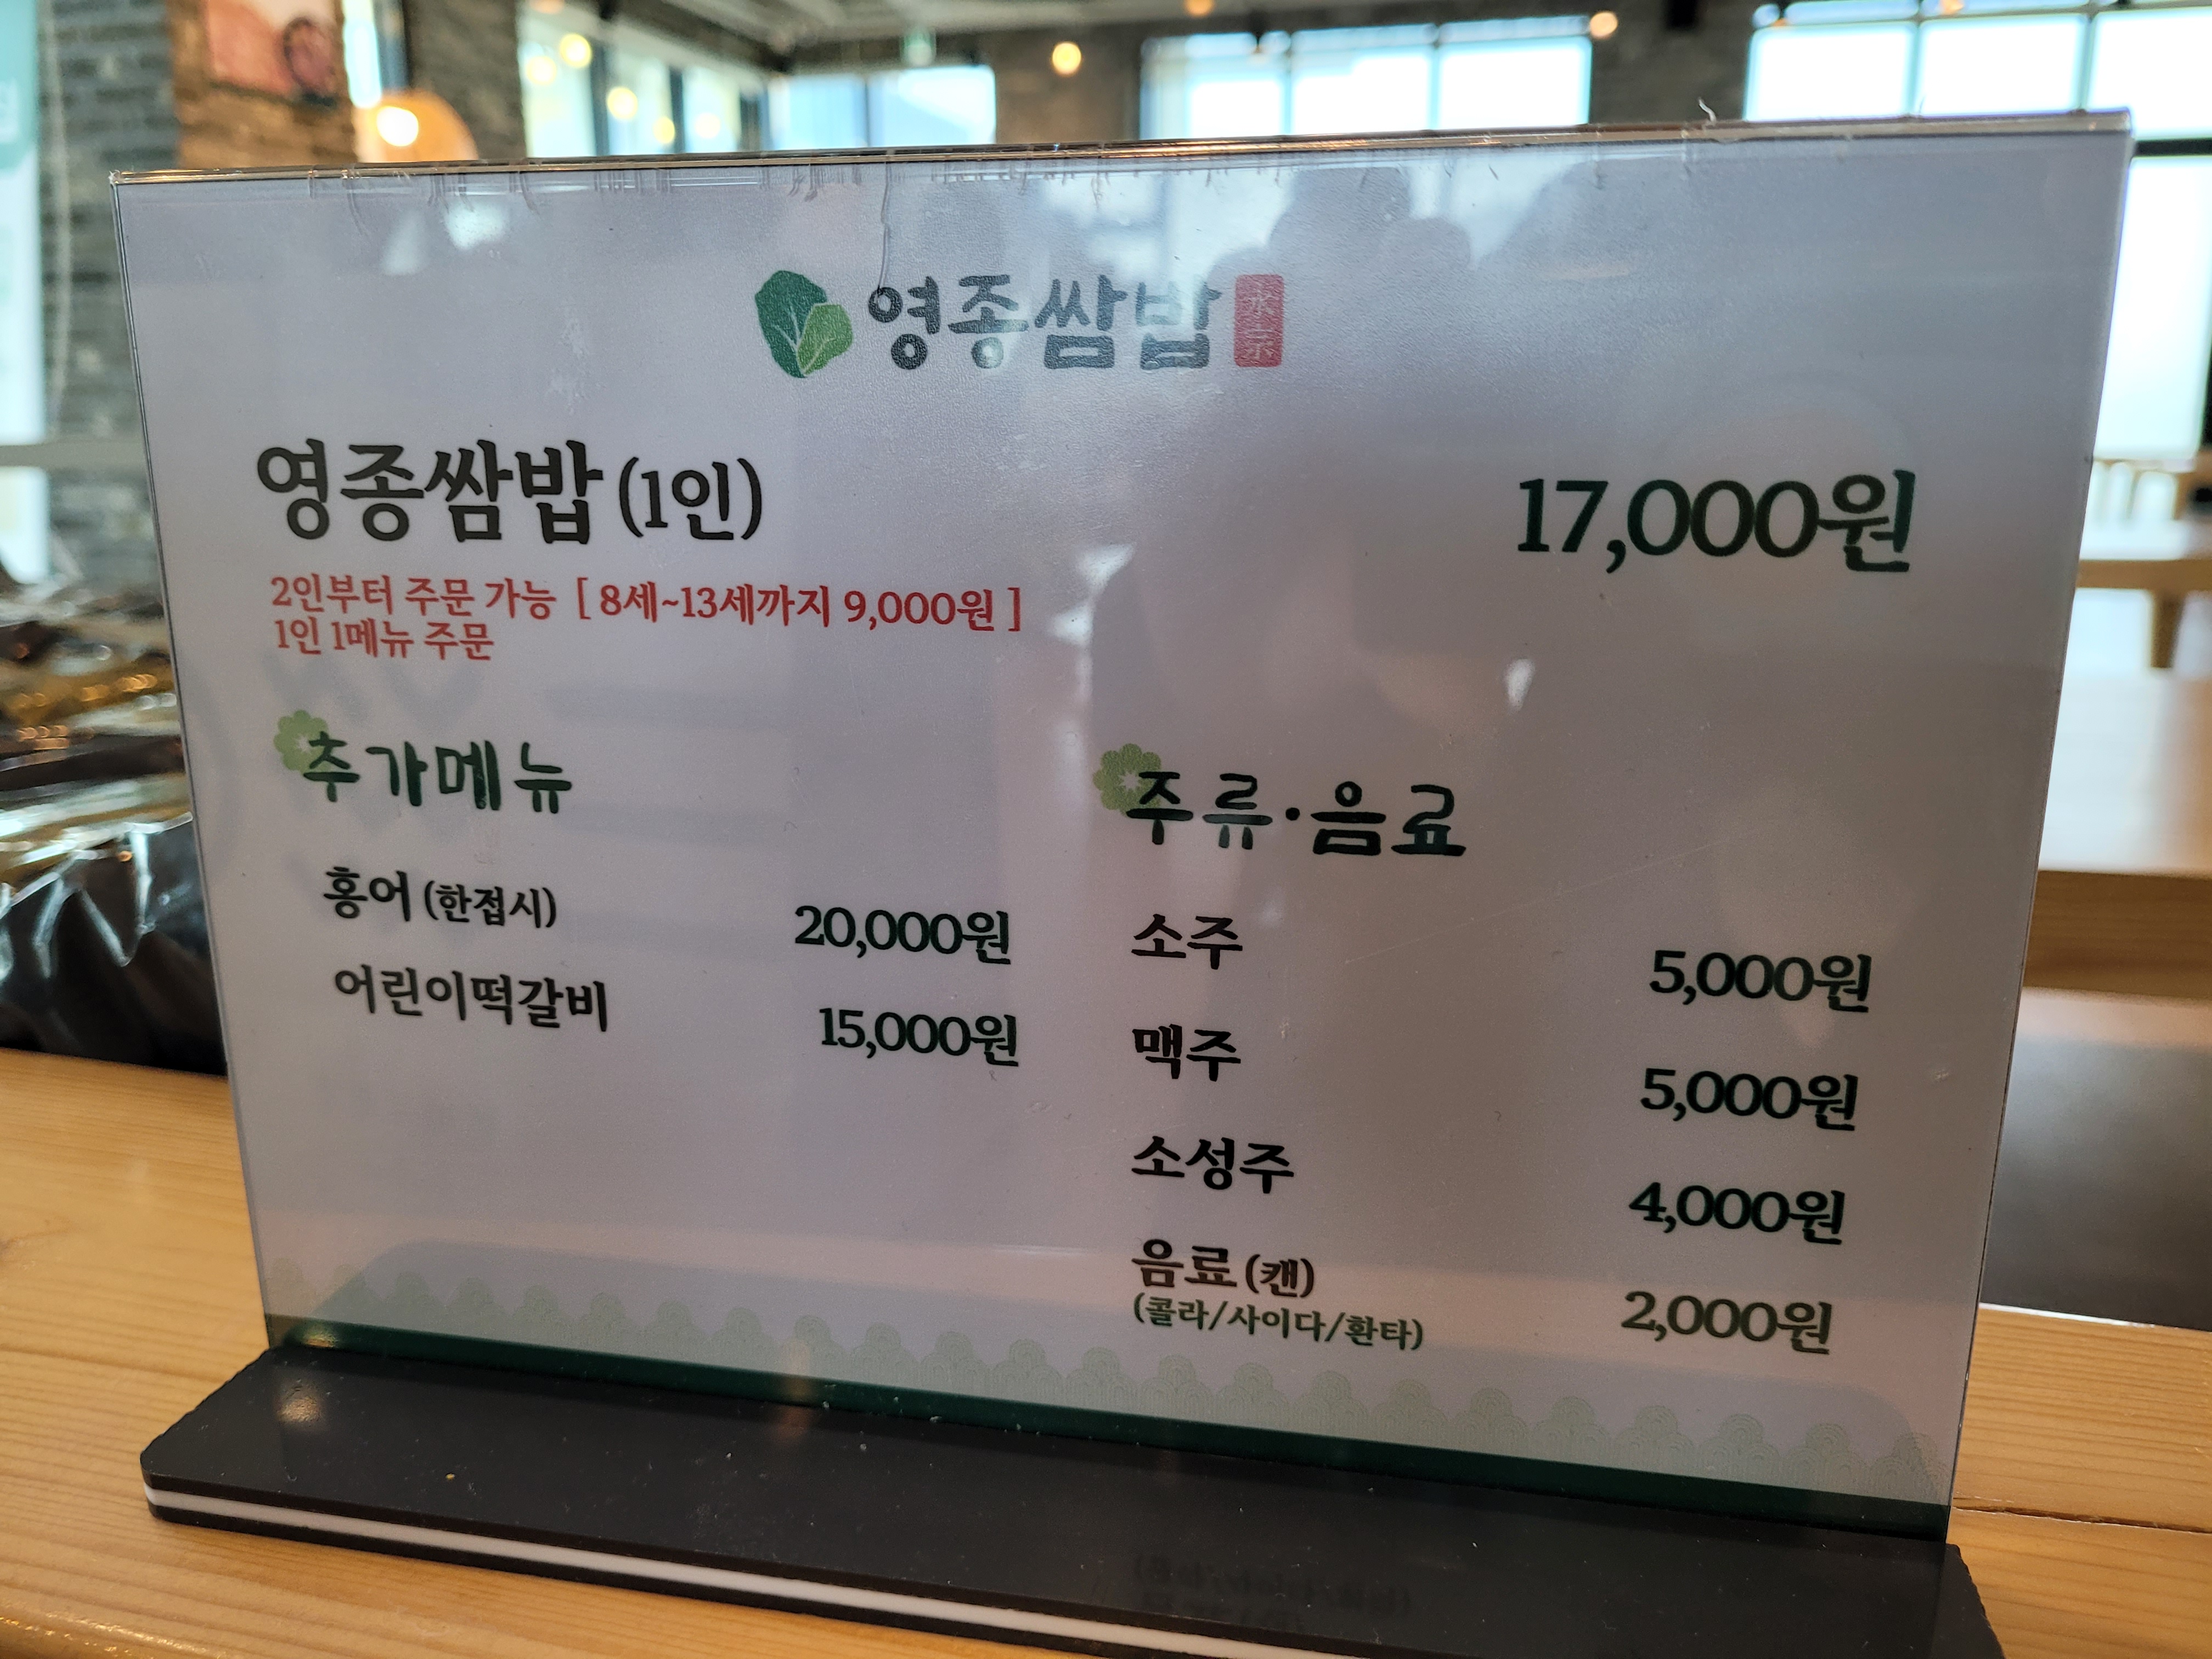 영종쌈밥 永宗
영종쌈밥 (1인) 17,000원
2인부터 주문 가능 [ 8세~13세까지 9,000원 ]
1인 1메뉴 주문
추가메뉴
홍어 (한접시) 20,000원
어린이떡갈비 15,000원
주류·음료
소주 5,000원
맥주 5,000원
소성주 4,000원
음료 (캔) 2,000원
(콜라/사이다/환타)